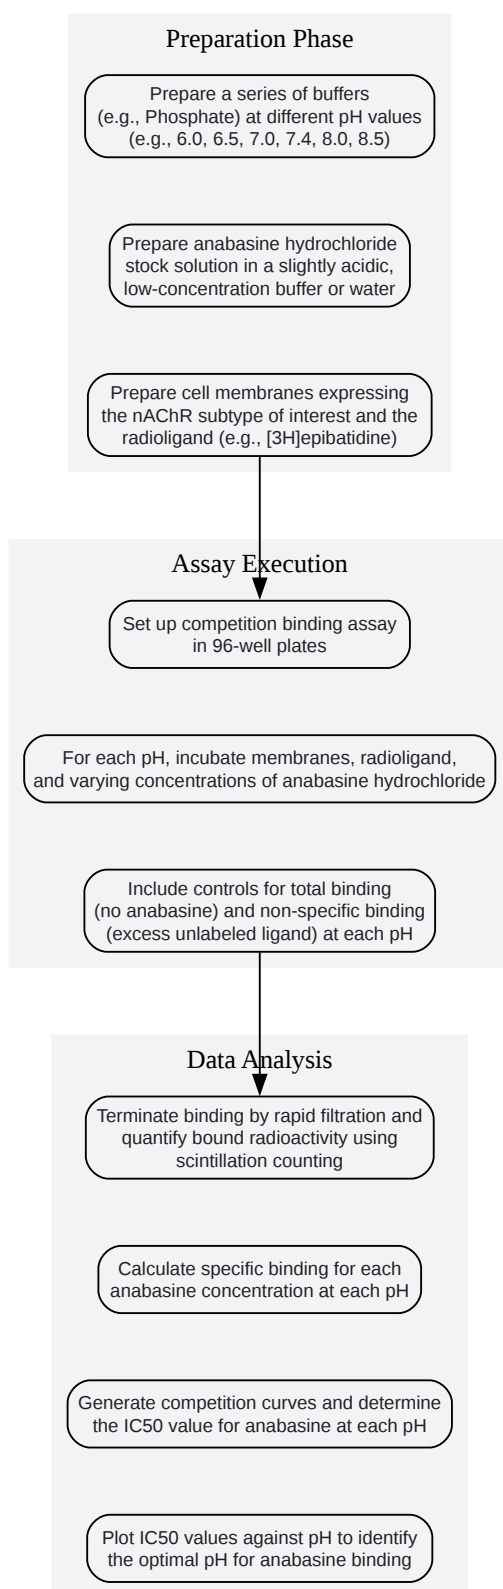 Preparation Phase
Prepare a series of buffers
(e.g., Phosphate) at different pH values
(e.g., 6.0, 6.5, 7.0, 7.4, 8.0, 8.5)
Prepare anabasine hydrochloride
stock solution in a slightly acidic,
low-concentration buffer or water
Prepare cell membranes expressing
the nAChR subtype of interest and the
radioligand (e.g., [3H]epibatidine)
Assay Execution
Set up competition binding assay
in 96-well plates
For each pH, incubate membranes, radioligand,
and varying concentrations of anabasine hydrochloride
Include controls for total binding
(no anabasine) and non-specific binding
(excess unlabeled ligand) at each pH
Data Analysis
Terminate binding by rapid filtration and
quantify bound radioactivity using
scintillation counting
Calculate specific binding for each
anabasine concentration at each pH
Generate competition curves and determine
the IC50 value for anabasine at each pH
Plot IC50 values against pH to identify
the optimal pH for anabasine binding